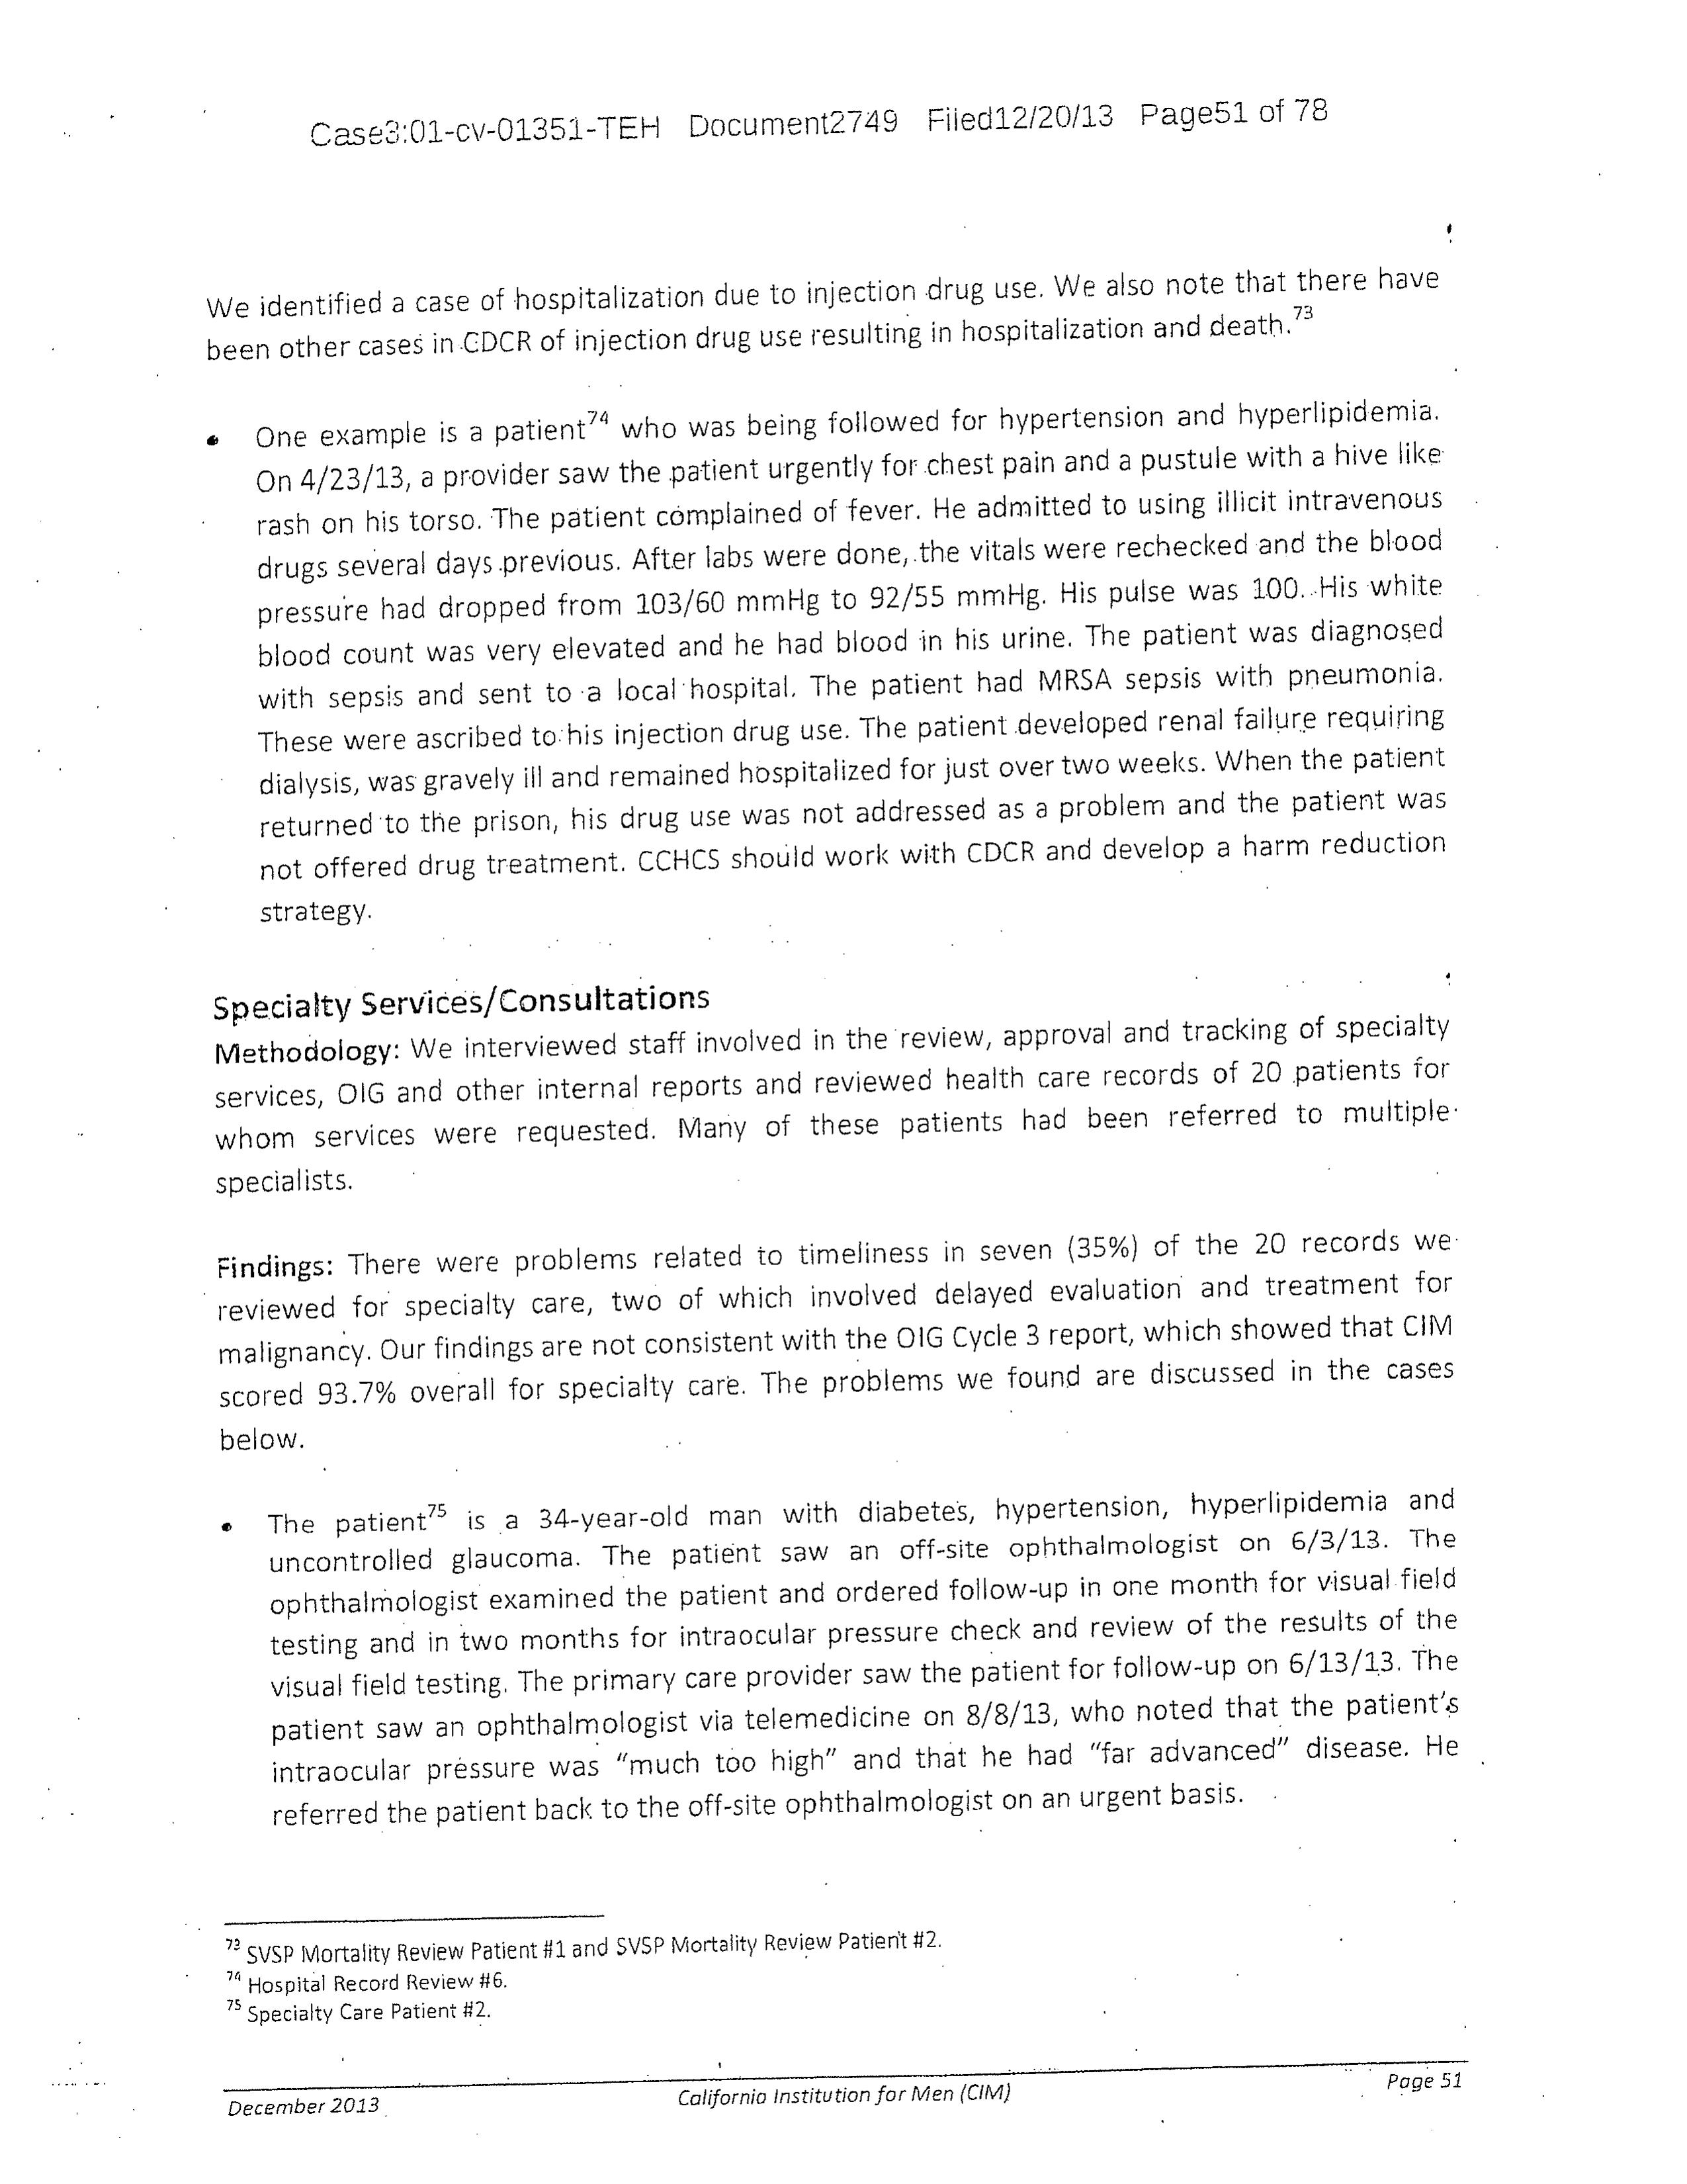 Case3:01-cv-01351-TEH Document2749 Filed12/20/13 Page51 of 78
We identified a case of hospitalization due to injection drug use. We also note that there have
been other cases in CDCR of injection drug use resulting in hospitalization and death.73
• One example is a patient74 who was being followed for hypertension and hyperlipidemia.
On 4/23/13, a provider saw the patient urgently for chest pain and a pustule with a hive like
rash on his torso. The patient complained of fever. He admitted to using illicit intravenous
drugs several days previous. After labs were done, the vitals were rechecked and the blood
pressure had dropped from 103/60 mmHg to 92/55 mmHg. His pulse was 100. His white
blood count was very elevated and he had blood in his urine. The patient was diagnosed
with sepsis and sent to a local hospital. The patient had MRSA sepsis with pneumonia.
These were ascribed to his injection drug use. The patient developed renal failure requiring
dialysis, was gravely ill and remained hospitalized for just over two weeks. When the patient
returned to the prison, his drug use was not addressed as a problem and the patient was
not offered drug treatment. CCHCS should work with CDCR and develop a harm reduction
strategy.
Specialty Services/Consultations
Methodology: We interviewed staff involved in the review, approval and tracking of specialty
services, OIG and other internal reports and reviewed health care records of 20 patients for
whom services were requested. Many of these patients had been referred to multiple
specialists.
Findings: There were problems related to timeliness in seven (35%) of the 20 records we
reviewed for specialty care, two of which involved delayed evaluation and treatment for
malignancy. Our findings are not consistent with the OIG Cycle 3 report, which showed that CIM
scored 93.7% overall for specialty care. The problems we found are discussed in the cases
below.
• The patient75 is a 34-year-old man with diabetes, hypertension, hyperlipidemia and
uncontrolled glaucoma. The patient saw an off-site ophthalmologist on 6/3/13. The
ophthalmologist examined the patient and ordered follow-up in one month for visual field
testing and in two months for intraocular pressure check and review of the results of the
visual field testing. The primary care provider saw the patient for follow-up on 6/13/13. The
patient saw an ophthalmologist via telemedicine on 8/8/13, who noted that the patient's
intraocular pressure was "much too high" and that he had "far advanced" disease. He
referred the patient back to the off-site ophthalmologist on an urgent basis.
73 SVSP Mortality Review Patient #1 and SVSP Mortality Review Patient #2.
74 Hospital Record Review #6.
75 Specialty Care Patient #2.
December 2013 California Institution for Men (CIM) Page 51